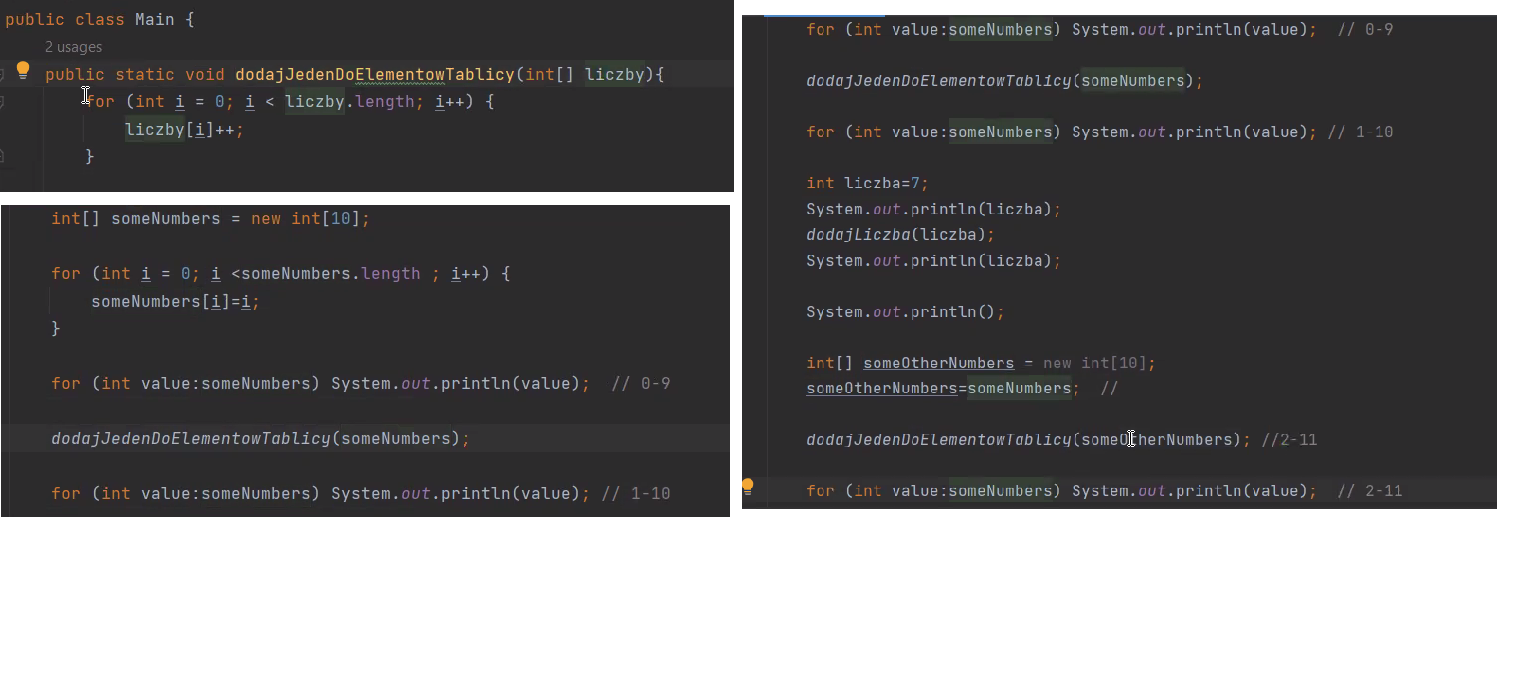 public class Main {
2 usages
public static void dodajJedenDoElementowTablicy(int[] liczby){
for (int i = 0; i < liczby.length; i++) {
liczby[i]++;
}
int[] someNumbers = new int[10];
for (int i = 0; i <someNumbers.length ; i++) {
someNumbers[i]=i;
}
for (int value:someNumbers) System.out.println(value);  // 0-9
dodajJedenDoElementowTablicy(someNumbers);
for (int value:someNumbers) System.out.println(value); // 1-10
for (int value:someNumbers) System.out.println(value);  // 0-9
dodajJedenDoElementowTablicy(someNumbers);
for (int value:someNumbers) System.out.println(value); // 1-10
int liczba=7;
System.out.println(liczba);
dodajLiczba(liczba);
System.out.println(liczba);
System.out.println();
int[] someOtherNumbers = new int[10];
someOtherNumbers=someNumbers;  //
dodajJedenDoElementowTablicy(someOtherNumbers); //2-11
for (int value:someNumbers) System.out.println(value);  // 2-11